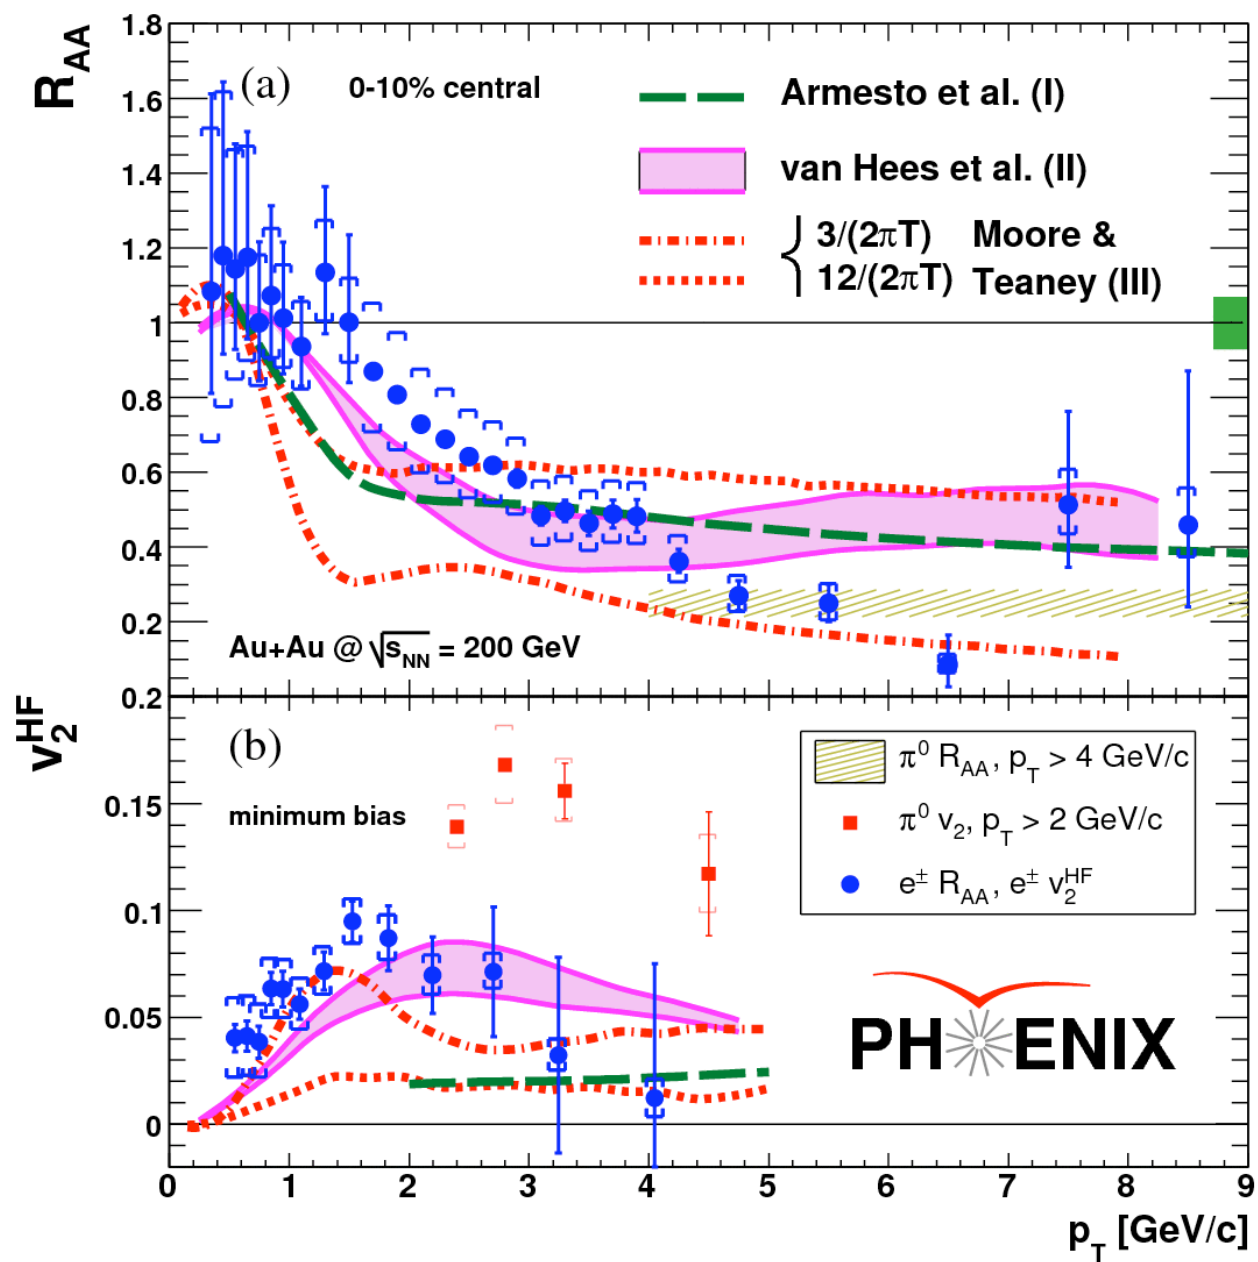 R_AA
(a)
0-10% central
Armesto et al. (I)
van Hees et al. (II)
3/(2πT) Moore &
12/(2πT) Teaney (III)
1.8
1.6
1.4
1.2
1
0.8
0.6
0.4
0.2
Au+Au @ √s_NN = 200 GeV
v_2^HF
(b)
minimum bias
π⁰ R_AA, p_T > 4 GeV/c
π⁰ v_2, p_T > 2 GeV/c
e± R_AA, e± v_2^HF
PHENIX
0.2
0.15
0.1
0.05
0
0 1 2 3 4 5 6 7 8 9
p_T [GeV/c]